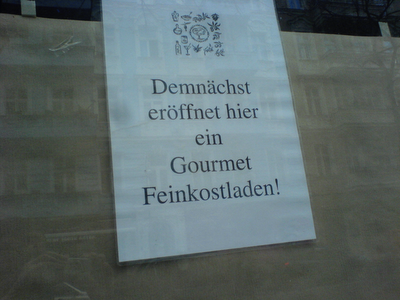 Demnächst
eröffnet hier
ein
Gourmet
Feinkostladen!